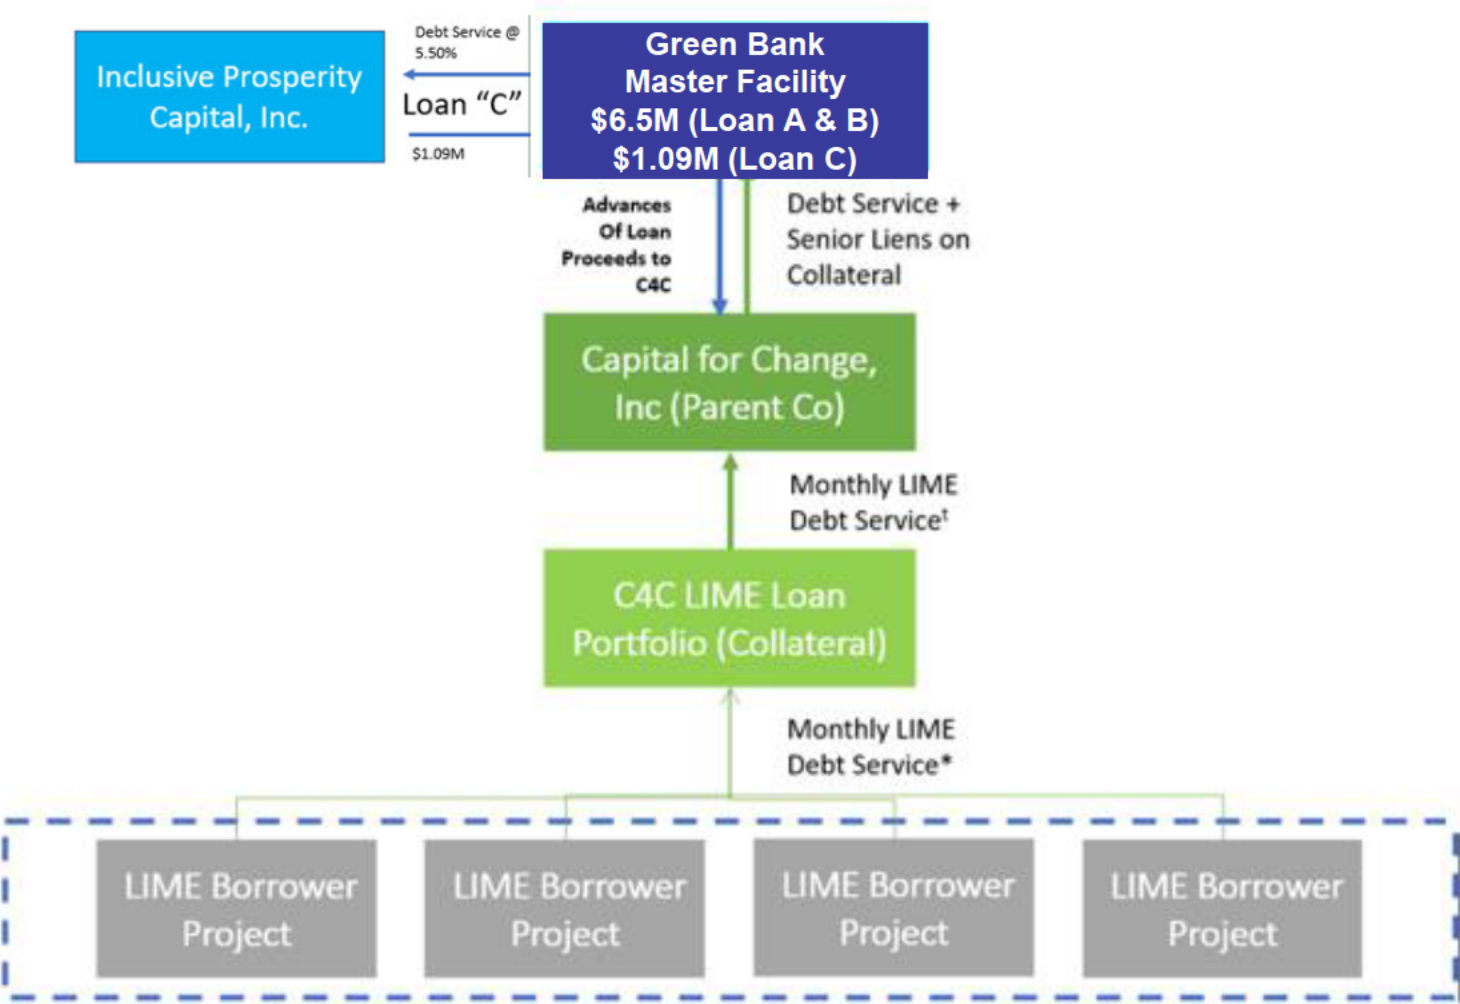 Inclusive Prosperity
Capital, Inc.
Debt Service @
5.50%
Loan “C”
$1.09M
Green Bank
Master Facility
$6.5M (Loan A & B)
$1.09M (Loan C)
Advances
Of Loan
Proceeds to
C4C
Debt Service +
Senior Liens on
Collateral
Capital for Change,
Inc (Parent Co)
Monthly LIME
Debt Serviceᵗ
C4C LIME Loan
Portfolio (Collateral)
Monthly LIME
Debt Service*
LIME Borrower
Project
LIME Borrower
Project
LIME Borrower
Project
LIME Borrower
Project